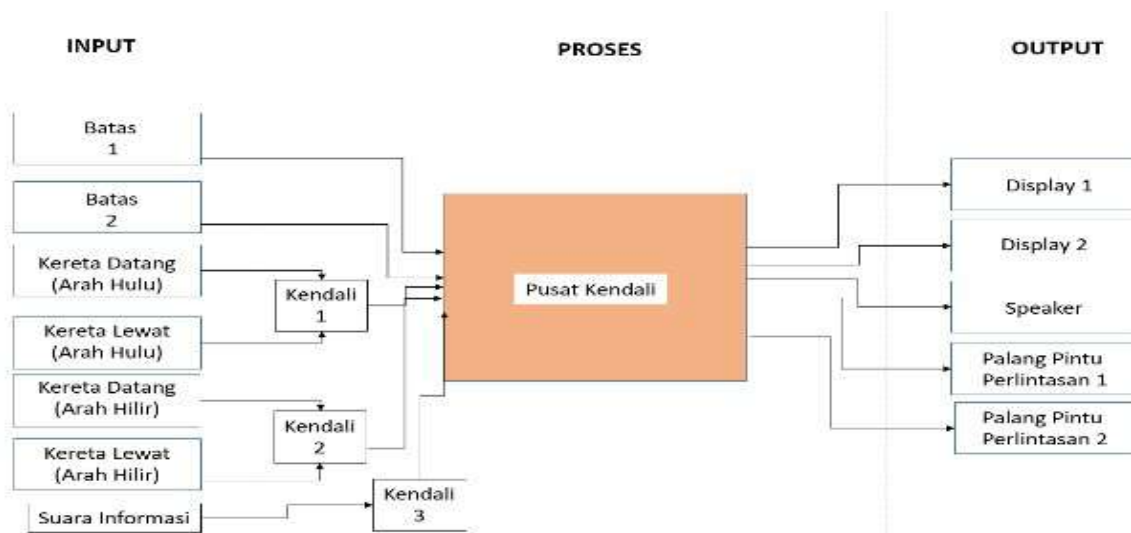 INPUT
PROSES
OUTPUT
Batas
1
Batas
2
Kereta Datang
(Arah Hulu)
Kereta Lewat
(Arah Hulu)
Kereta Datang
(Arah Hilir)
Kereta Lewat
(Arah Hilir)
Suara Informasi
Kendali
1
Kendali
2
Kendali
3
Pusat Kendali
Display 1
Display 2
Speaker
Palang Pintu
Perlintasan 1
Palang Pintu
Perlintasan 2